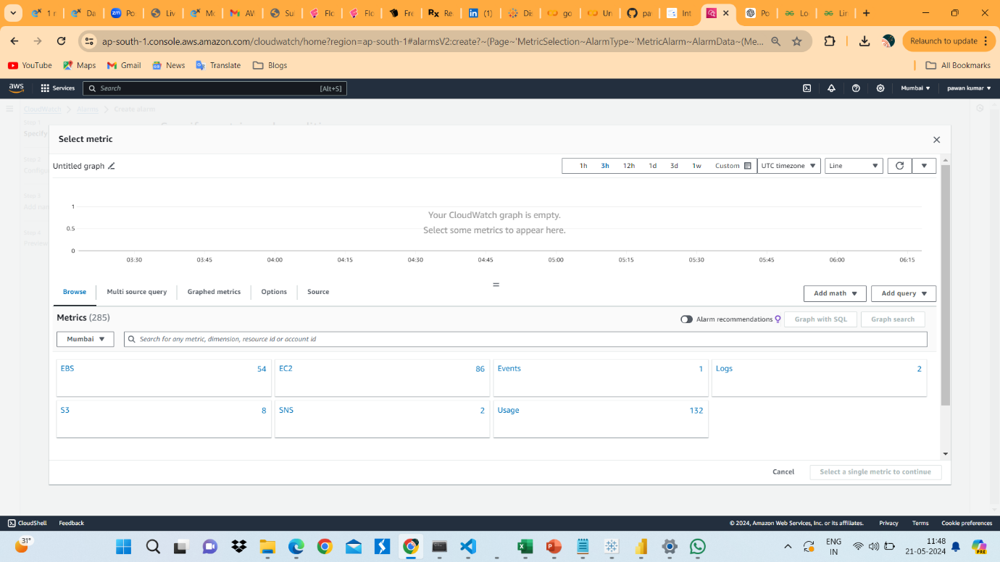 1 r
Da
zm Po
Liv
Mo
AW
Su
Flo
Flo
Fre
Rx Re
(1)
Dis
go
Un
pa
Int
Po
Lo
Lir
ap-south-1.console.aws.amazon.com/cloudwatch/home?region=ap-south-1#alarmsV2:create?~(Page~'MetricSelection~AlarmType~'MetricAlarm~AlarmData~(Me...
Relaunch to update
YouTube
Maps
Gmail
News
Translate
Blogs
All Bookmarks
aws
Services
Search
[Alt+S]
Mumbai
pawan kumar
CloudWatch
Alarms
Create alarm
Step 1
Specify
Step 2
Configu
Step 3
Add nam
Step 4
Preview
Select metric
Untitled graph
1h 3h 12h 1d 3d 1w Custom
UTC timezone
Line
Your CloudWatch graph is empty.
Select some metrics to appear here.
1
0.5
0
03:30 03:45 04:00 04:15 04:30 04:45 05:00 05:15 05:30 05:45 06:00 06:15
Browse
Multi source query
Graphed metrics
Options
Source
Add math
Add query
Metrics (285)
Alarm recommendations
Graph with SQL
Graph search
Mumbai
Search for any metric, dimension, resource id or account id
EBS 54
EC2 86
Events 1
Logs 2
S3 8
SNS 2
Usage 132
Cancel
Select a single metric to continue
CloudShell
Feedback
© 2024, Amazon Web Services, Inc. or its affiliates.
Privacy
Terms
Cookie preferences
31°
ENG
IN
11:48
21-05-2024
PRE